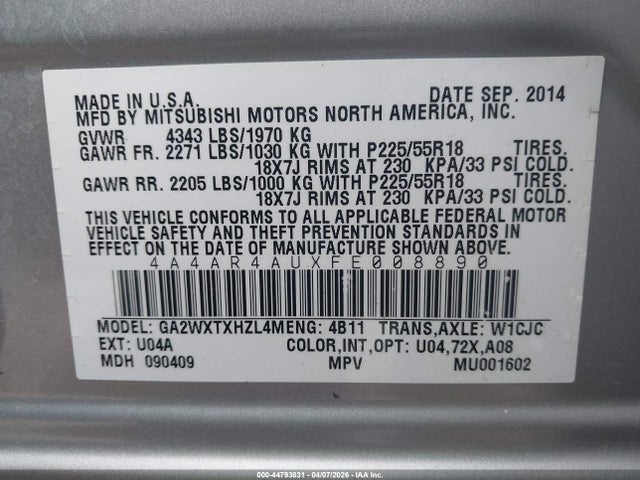 MADE IN U.S.A. DATE SEP. 2014
MFD BY MITSUBISHI MOTORS NORTH AMERICA, INC.
GVWR 4343 LBS/1970 KG
GAWR FR. 2271 LBS/1030 KG WITH P225/55R18 TIRES.
18X7J RIMS AT 230 KPA/33 PSI COLD.
GAWR RR. 2205 LBS/1000 KG WITH P225/55R18 TIRES.
18X7J RIMS AT 230 KPA/33 PSI COLD.
THIS VEHICLE CONFORMS TO ALL APPLICABLE FEDERAL MOTOR
VEHICLE SAFETY AND THEFT PREVENTION STANDARDS IN
EFFECT ON THE DATE OF MANUFACTURE SHOWN ABOVE.
4A4AR4AUXFE008890
MODEL: GA2WXTXHZL4MENG: 4B11 TRANS,AXLE: W1CJC
EXT: U04A COLOR,INT,OPT: U04,72X,A08
MDH 090409 MPV MU001602
000-44793831 - 04/07/2026 - IAA Inc.